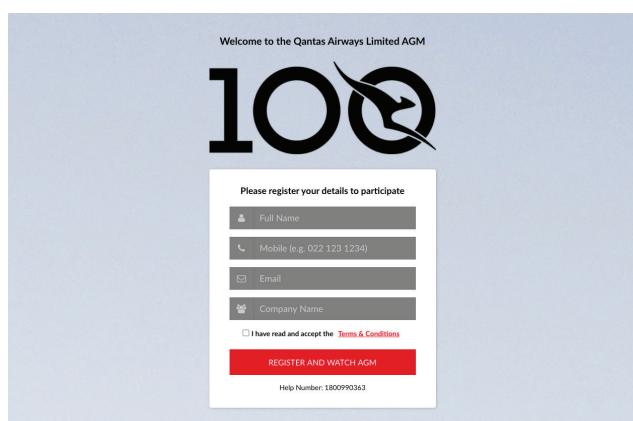 Welcome to the Qantas Airways Limited AGM
100
Please register your details to participate
Full Name
Mobile (e.g. 022 123 1234)
Email
Company Name
I have read and accept the Terms & Conditions
REGISTER AND WATCH AGM
Help Number: 1800990363